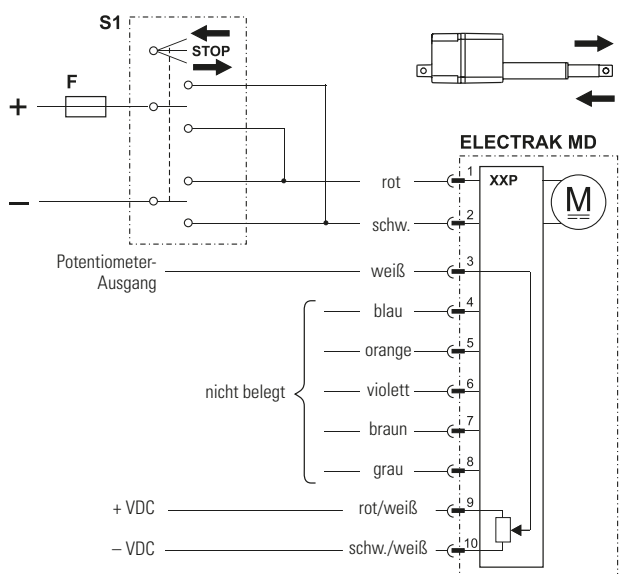 S1
STOP
F
+
–
ELECTRAK MD
XXP
M
rot
1
schw.
2
Potentiometer-
Ausgang
weiß
3
nicht belegt
blau
4
orange
5
violett
6
braun
7
grau
8
+ VDC
rot/weiß
9
– VDC
schw./weiß
10